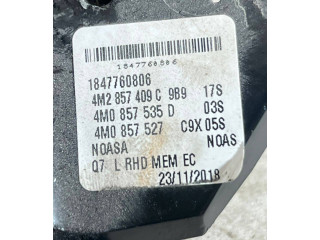 1847760806
1847760806
4M2 857 409 C 9B9 17S
4M0 857 535 D 03S
4M0 857 527 C9X 05S
NOASA NOAS
Q7 L RHD MEM EC
23/11/2018